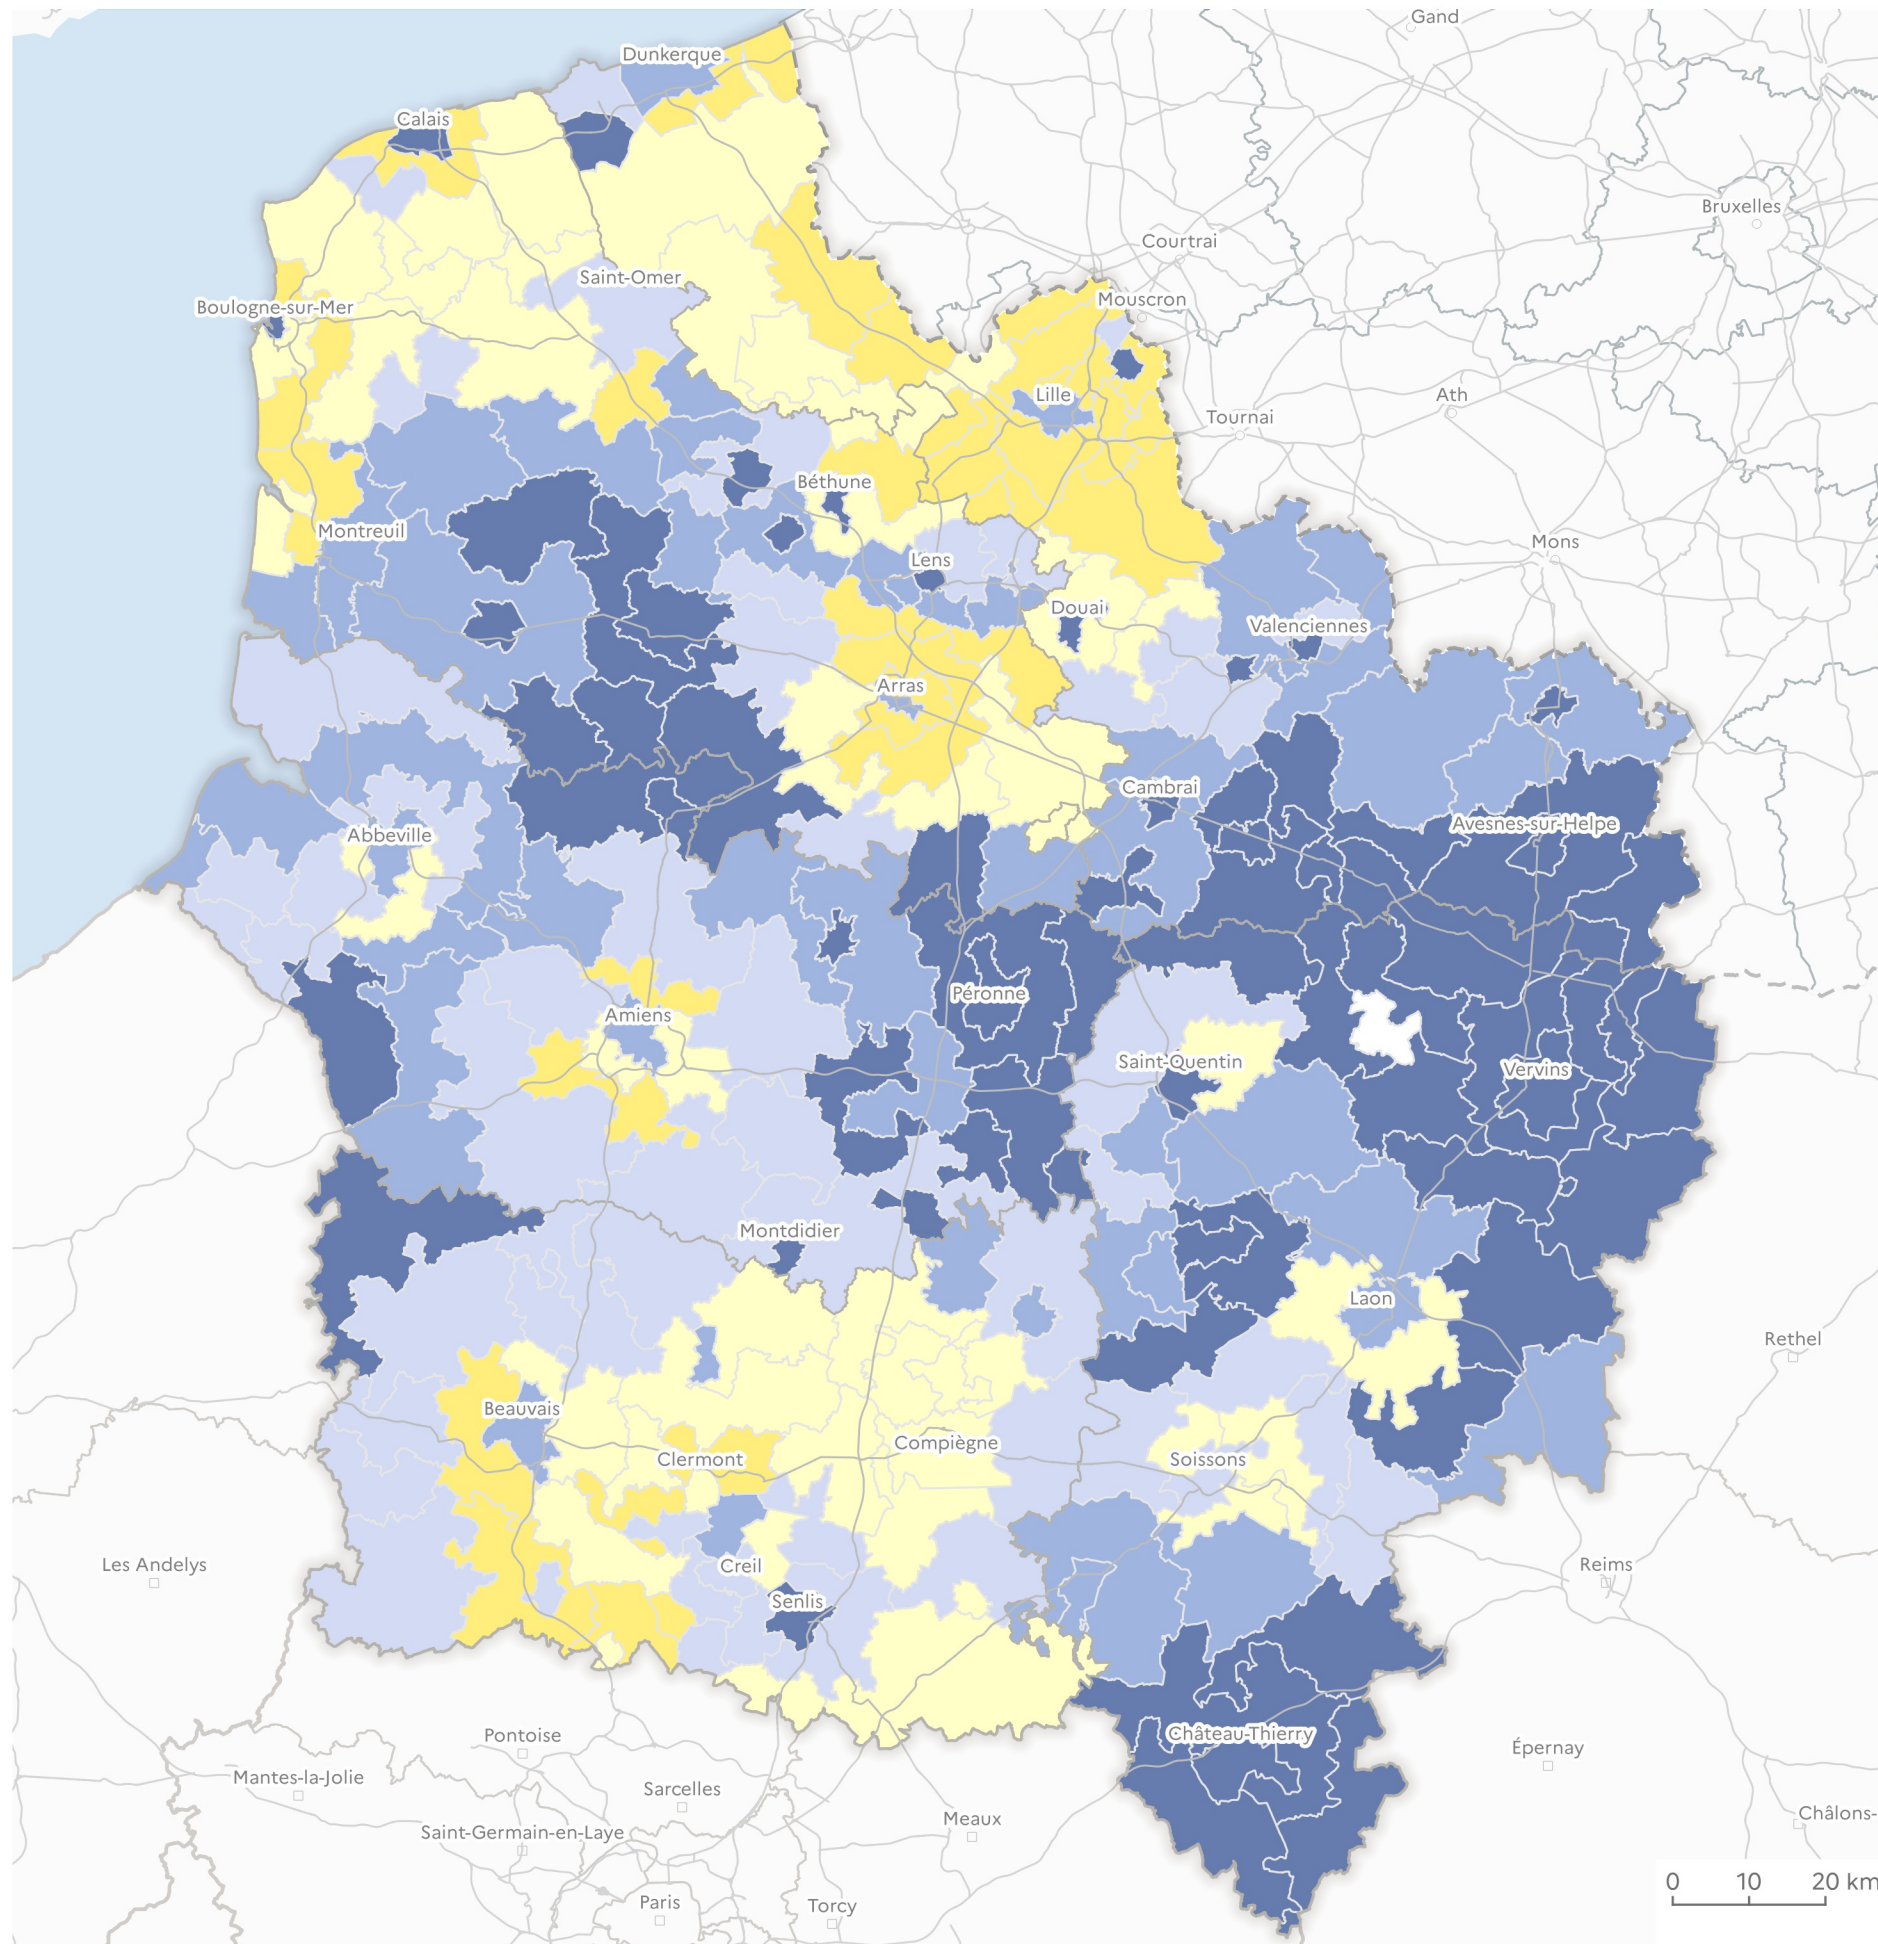 Gand
Dunkerque
Calais
Bruxelles
Courtrai
Saint-Omer
Mouscron
Boulogne-sur-Mer
Lille
Ath
Tournai
Béthune
Montreuil
Mons
Lens
Douai
Valenciennes
Arras
Cambrai
Avesnes-sur-Helpe
Abbeville
Péronne
Amiens
Saint-Quentin
Vervins
Montdidier
Laon
Rethel
Beauvais
Compiègne
Clermont
Soissons
Les Andelys
Creil
Reims
Senlis
Pontoise
Château-Thierry
Épernay
Mantes-la-Jolie
Sarcelles
Meaux
Châlons-
Saint-Germain-en-Laye
0 10 20 km
Paris
Torcy